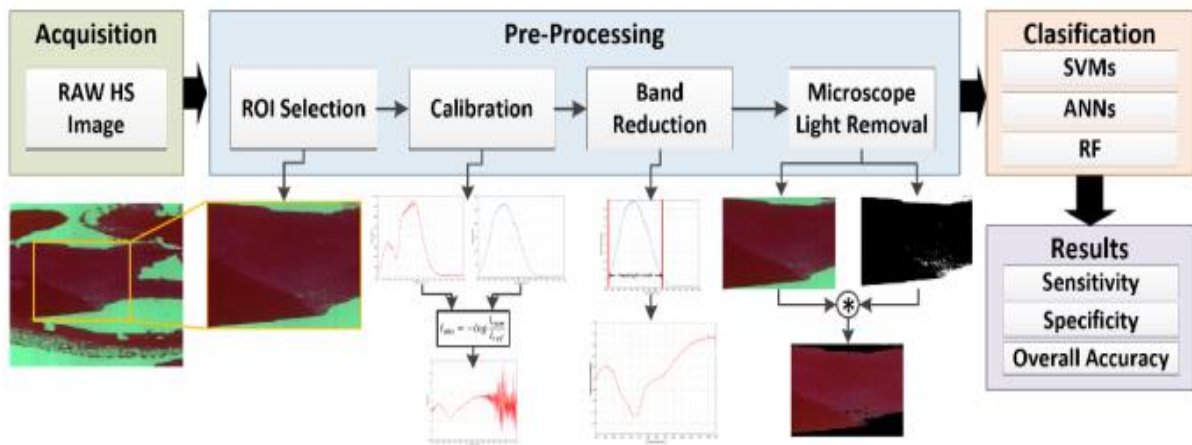 Acquisition
RAW HS
Image
Pre-Processing
ROI Selection
Calibration
Band
Reduction
Microscope
Light Removal
Clasification
SVMs
ANNs
RF
Results
Sensitivity
Specificity
Overall Accuracy